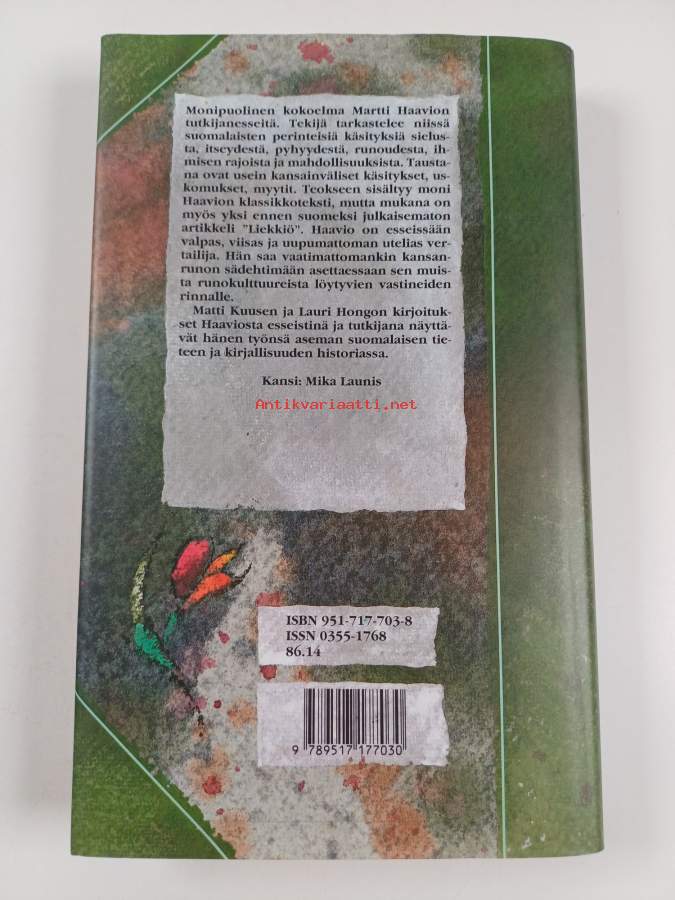 Monipuolinen kokoelma Martti Haavion
tutkijanesseitä. Tekijä tarkastelee niissä
suomalaisten perinteisiä käsityksiä sielus-
ta, itseydestä, pyhyydestä, runoudesta, ih-
misen rajoista ja mahdollisuuksista. Tausta-
na ovat usein kansainväliset käsitykset, us-
komukset, myytit. Teokseen sisältyy moni
Haavion klassikkoteksti, mutta mukana on
myös yksi ennen suomeksi julkaisematon
artikkeli "Liekkiö". Haavio on esseissään
valpas, viisas ja uupumattoman utelias ver-
tailija. Hän saa vaatimattomankin kansan-
runon sädehtimään asettaessaan sen muis-
ta runokulttuureista löytyvien vastineiden
rinnalle.
Matti Kuusen ja Lauri Hongon kirjoituk-
set Haaviosta esseistinä ja tutkijana näyttä-
vät hänen työnsä aseman suomalaisen tie-
teen ja kirjallisuuden historiassa.
Kansi: Mika Launis
Antikvariaatti.net
ISBN 951-717-703-8
ISSN 0355-1768
86.14
9 789517 177030